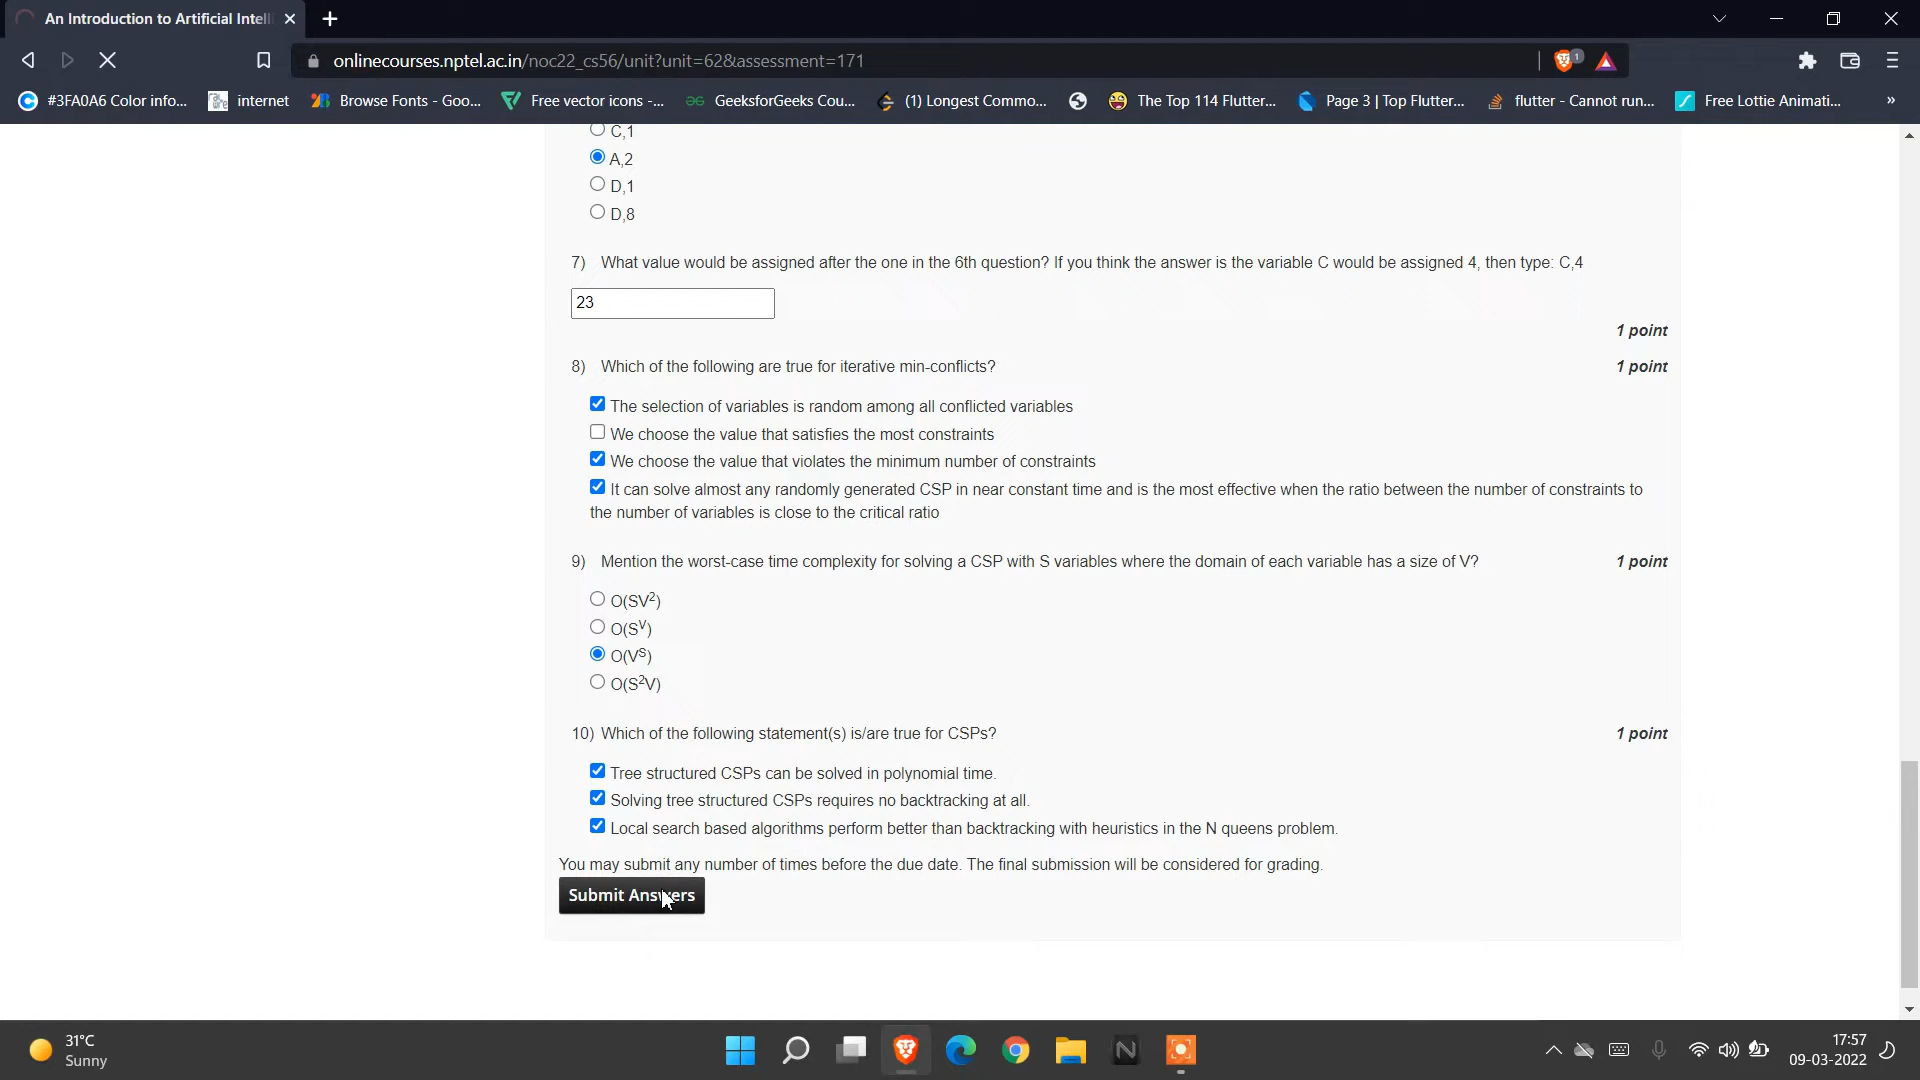 An Introduction to Artificial Intelli
onlinecourses.nptel.ac.in/noc22_cs56/unit?unit=62&assessment=171
1
#3FA0A6 Color info...
internet
Browse Fonts - Goo...
Free vector icons -...
GeeksforGeeks Cou...
(1) Longest Commo...
The Top 114 Flutter...
Page 3 | Top Flutter...
flutter - Cannot run...
Free Lottie Animati...
»
C,1
A,2
D,1
D,8
7) What value would be assigned after the one in the 6th question? If you think the answer is the variable C would be assigned 4, then type: C,4
23
1 point
8) Which of the following are true for iterative min-conflicts? 1 point
The selection of variables is random among all conflicted variables
We choose the value that satisfies the most constraints
We choose the value that violates the minimum number of constraints
It can solve almost any randomly generated CSP in near constant time and is the most effective when the ratio between the number of constraints to
the number of variables is close to the critical ratio
9) Mention the worst-case time complexity for solving a CSP with S variables where the domain of each variable has a size of V? 1 point
O(SV²)
O(S^V)
O(V^S)
O(S²V)
10) Which of the following statement(s) is/are true for CSPs? 1 point
Tree structured CSPs can be solved in polynomial time.
Solving tree structured CSPs requires no backtracking at all.
Local search based algorithms perform better than backtracking with heuristics in the N queens problem.
You may submit any number of times before the due date. The final submission will be considered for grading.
Submit Answers
31°C
Sunny
17:57
09-03-2022